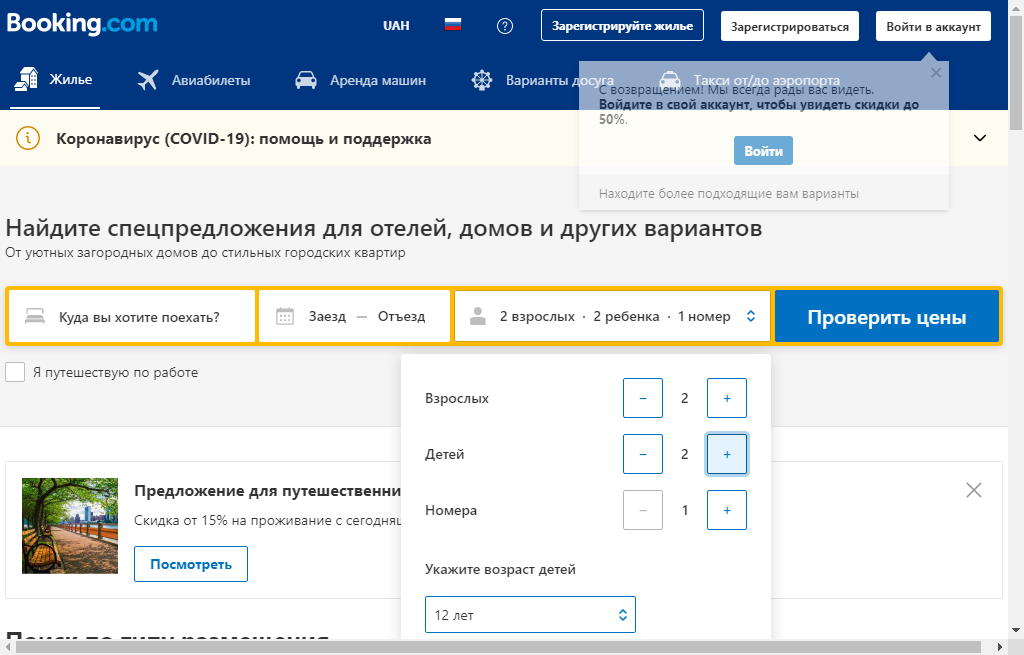 Booking.com
UAH
Зарегистрируйте жилье
Зарегистрироваться
Войти в аккаунт
Жилье
Авиабилеты
Аренда машин
Варианты досуга
Такси от/до аэропорта
С возвращением! Мы всегда рады вас видеть.
Войдите в свой аккаунт, чтобы увидеть скидки до
50%.
Войти
Находите более подходящие вам варианты
Коронавирус (COVID-19): помощь и поддержка
Найдите спецпредложения для отелей, домов и других вариантов
От уютных загородных домов до стильных городских квартир
Куда вы хотите поехать?
Заезд — Отъезд
2 взрослых · 2 ребенка · 1 номер
Проверить цены
Я путешествую по работе
Взрослых
− 2 +
Детей
− 2 +
Номера
− 1 +
Укажите возраст детей
12 лет
Предложение для путешественни
Скидка от 15% на проживание с сегодняш
Посмотреть
Поиск по типу размещения